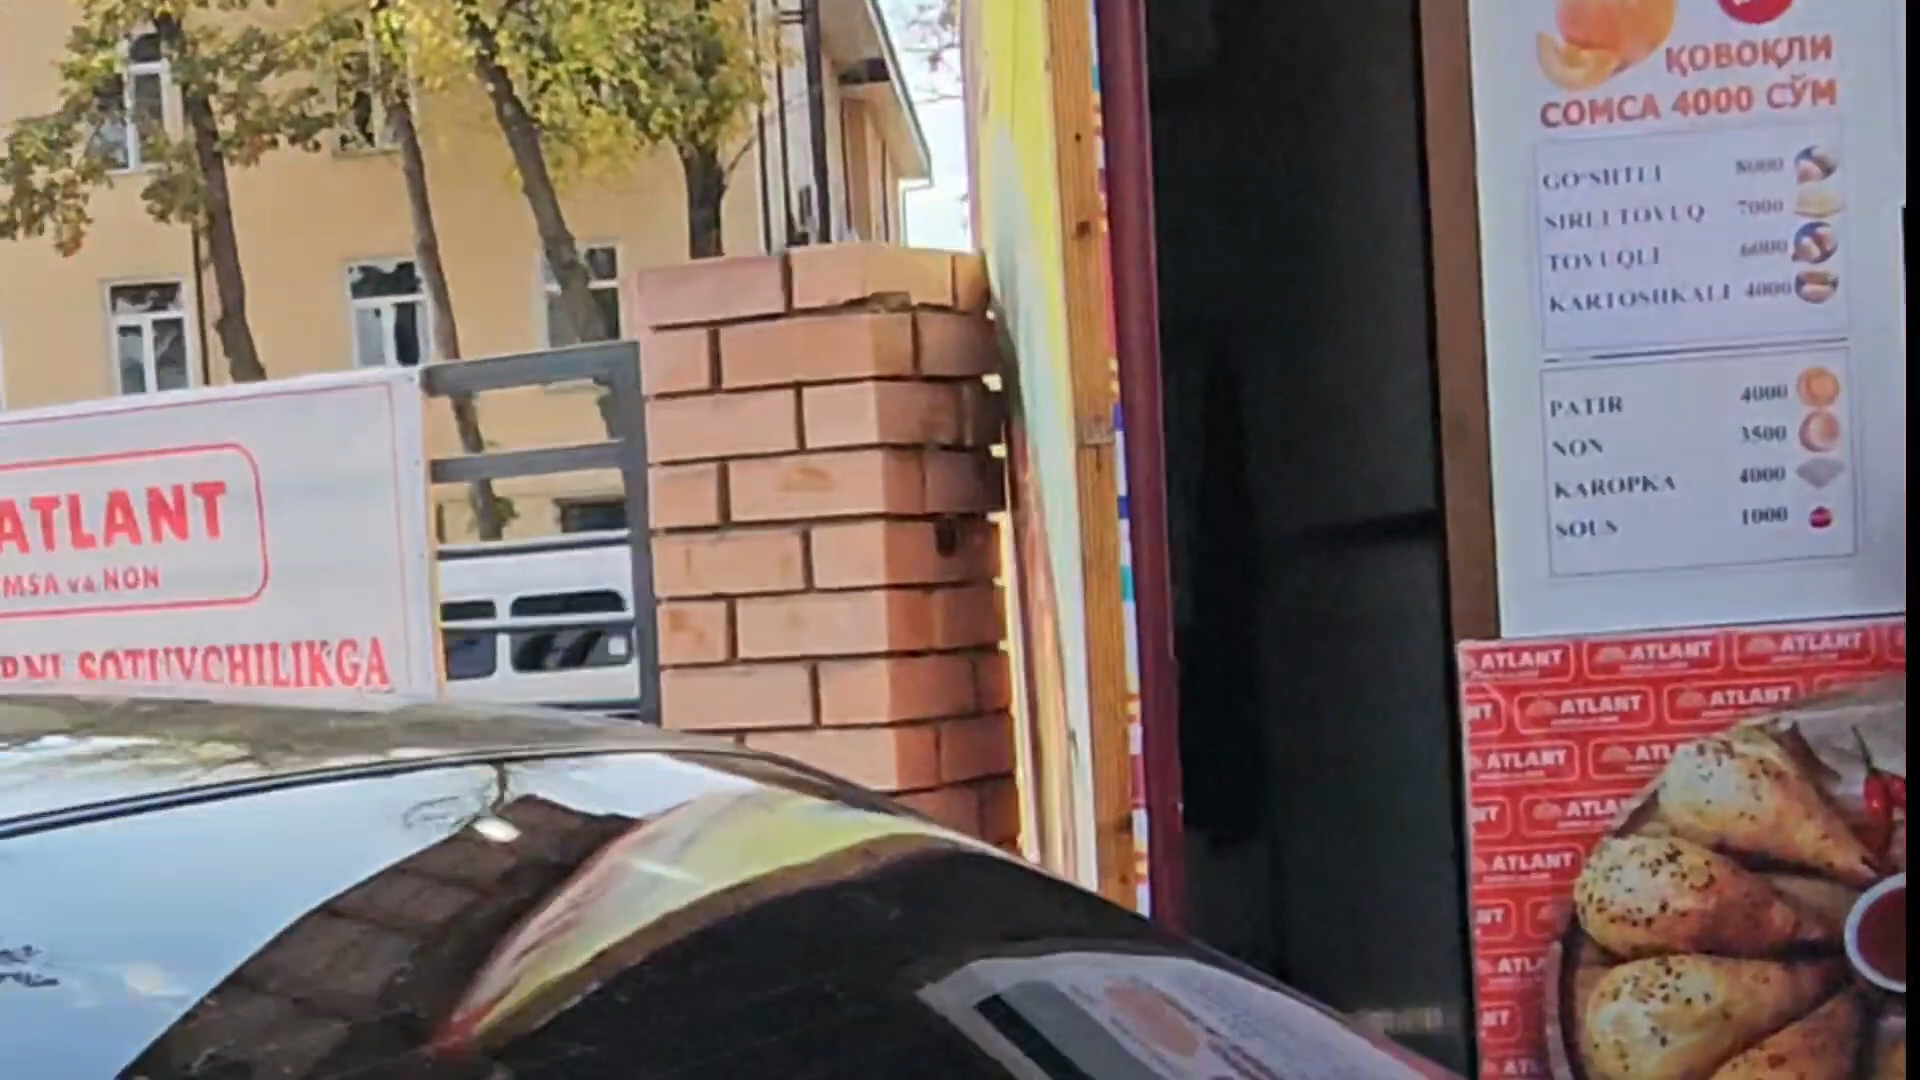 ATLANT
MSA va NON
SOTUVCHILIKGA
ҚОВОҚЛИ
СОМСА 4000 СЎМ
GO'SHTLI 8000
SIRLI TOVUQ 7000
TOVUQLI 6000
KARTOSHKALI 4000
PATIR 4000
NON 3500
KAROPKA 4000
SOUS 1000
ATLANT ATLANT ATLANT
ATLANT ATLANT
ATLANT
ATLANT